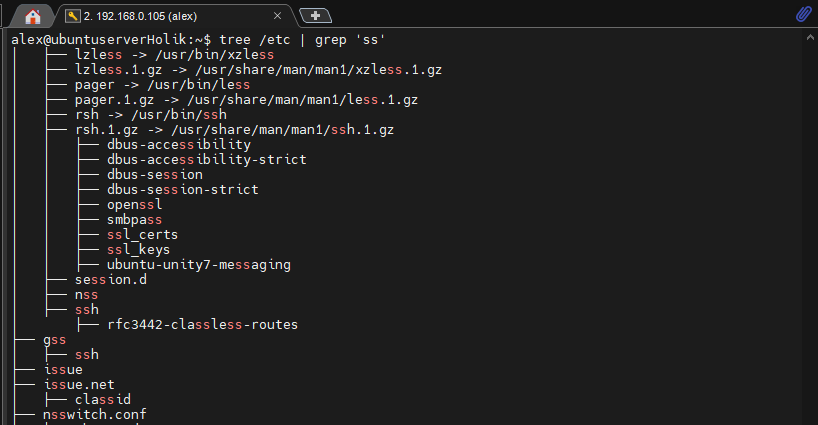 2. 192.168.0.105 (alex)
alex@ubuntuserverHolik:~$ tree /etc | grep 'ss'
│   ├── lzless -> /usr/bin/xzless
│   ├── lzless.1.gz -> /usr/share/man/man1/xzless.1.gz
│   ├── pager -> /usr/bin/less
│   ├── pager.1.gz -> /usr/share/man/man1/less.1.gz
│   ├── rsh -> /usr/bin/ssh
│   ├── rsh.1.gz -> /usr/share/man/man1/ssh.1.gz
│   │   ├── dbus-accessibility
│   │   ├── dbus-accessibility-strict
│   │   ├── dbus-session
│   │   ├── dbus-session-strict
│   │   ├── openssl
│   │   ├── smbpass
│   │   ├── ssl_certs
│   │   ├── ssl_keys
│   │   ├── ubuntu-unity7-messaging
│   ├── session.d
│   ├── nss
│   ├── ssh
│   │   ├── rfc3442-classless-routes
├── gss
│   ├── ssh
├── issue
├── issue.net
│   ├── classid
├── nsswitch.conf